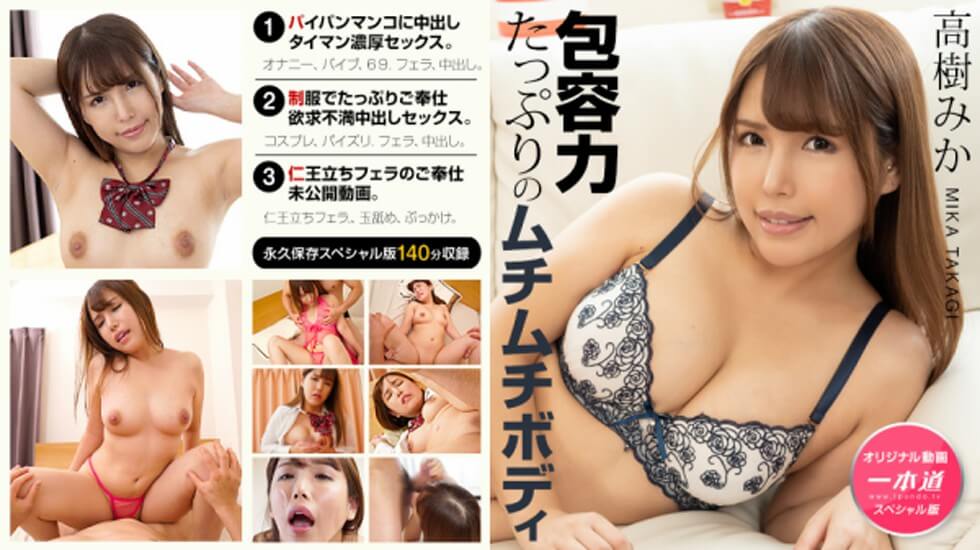 1
パイパンマンコに中出し
タイマン濃厚セックス。
オナニー、バイブ、69、フェラ、中出し。
2
制服でたっぷりご奉仕
欲求不満中出しセックス。
コスプレ、パイズリ、フェラ、中出し。
3
仁王立ちフェラのご奉仕
未公開動画。
仁王立ちフェラ、玉舐め、ぶっかけ。
永久保存スペシャル版140分収録
包容力
たっぷりの
ムチムチボディ
高樹みか
MIKA TAKAGI
オリジナル動画
一本道
www.1pondo.tv
スペシャル版